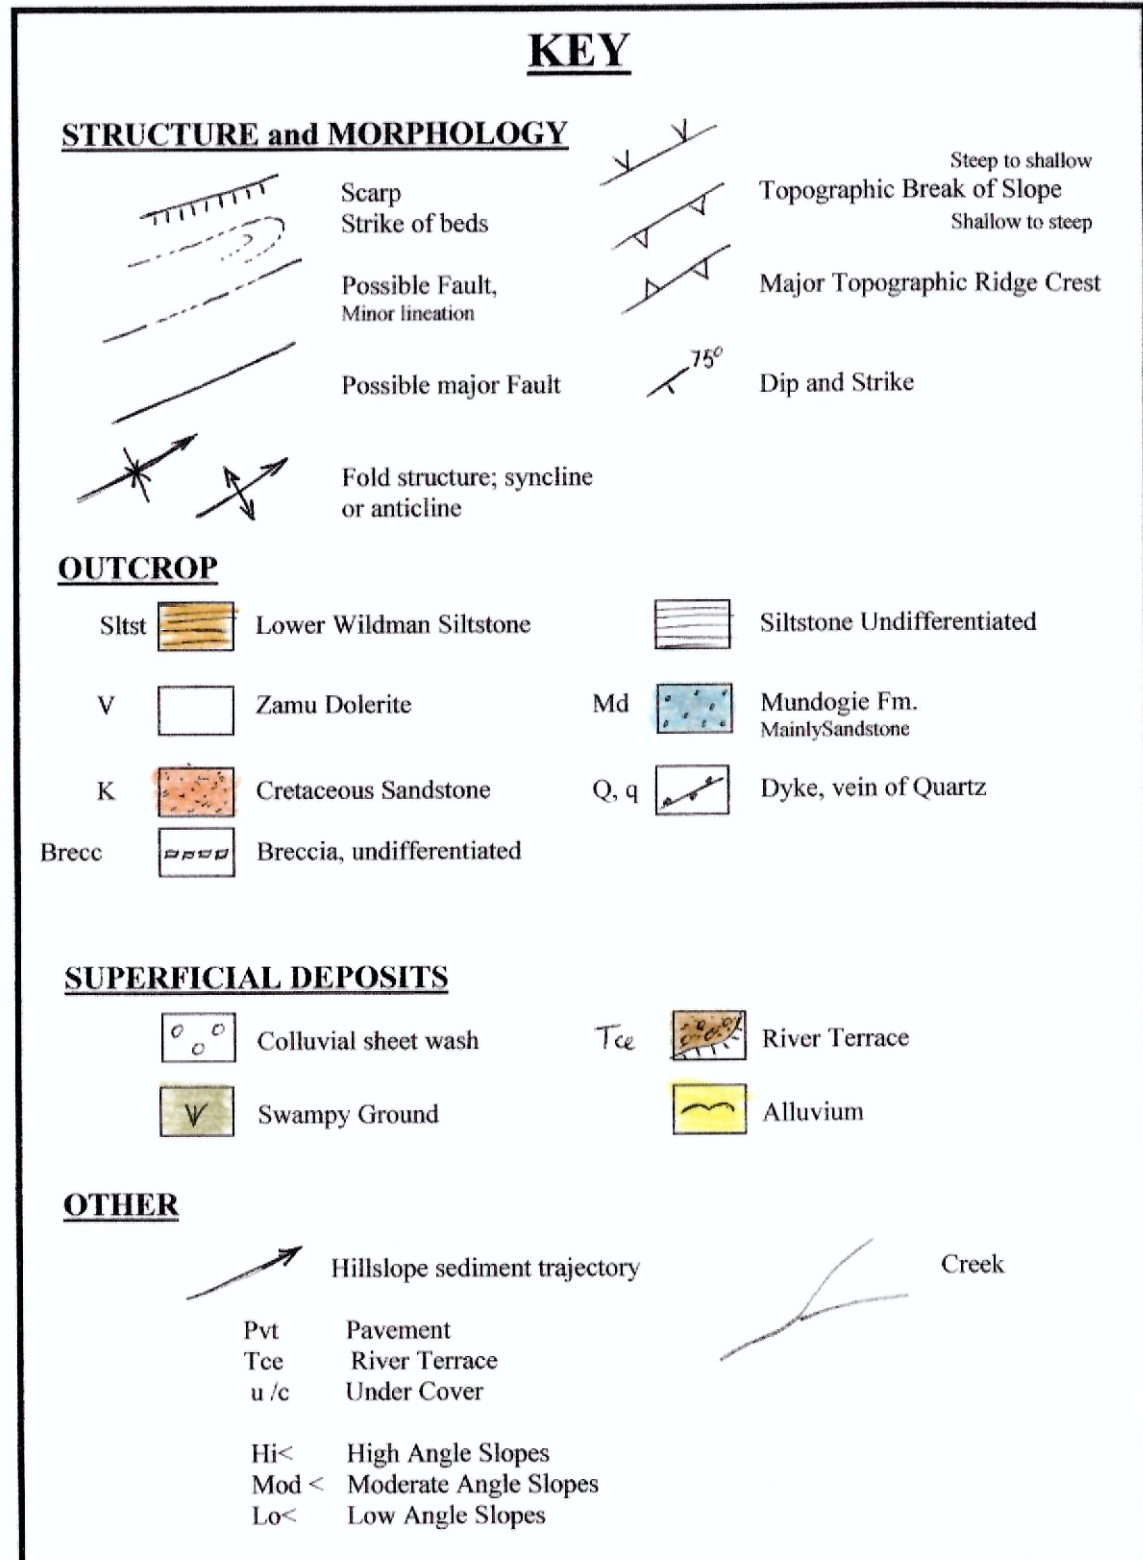 KEY
STRUCTURE and MORPHOLOGY
Scarp
Strike of beds
Possible Fault,
Minor lineation
Possible major Fault
Fold structure; syncline
or anticline
Steep to shallow
Topographic Break of Slope
Shallow to steep
Major Topographic Ridge Crest
75°
Dip and Strike
OUTCROP
Sltst Lower Wildman Siltstone
Siltstone Undifferentiated
V Zamu Dolerite
Md Mundogie Fm.
MainlySandstone
K Cretaceous Sandstone
Q, q Dyke, vein of Quartz
Brecc Breccia, undifferentiated
SUPERFICIAL DEPOSITS
Colluvial sheet wash
Tce River Terrace
Swampy Ground
Alluvium
OTHER
Hillslope sediment trajectory
Creek
Pvt Pavement
Tce River Terrace
u /c Under Cover
Hi< High Angle Slopes
Mod < Moderate Angle Slopes
Lo< Low Angle Slopes